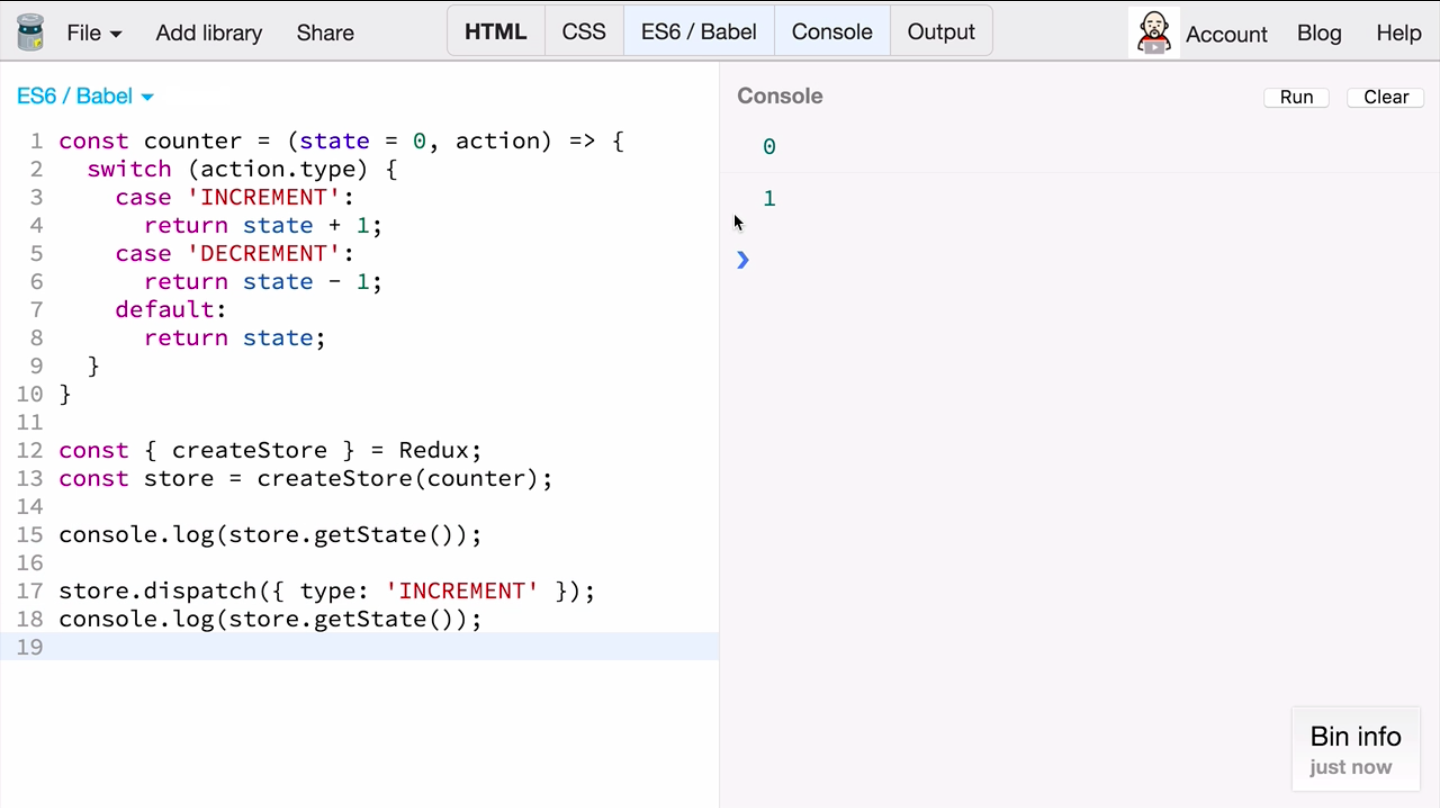 File Add library Share HTML CSS ES6 / Babel Console Output Account Blog Help
ES6 / Babel
1 const counter = (state = 0, action) => {
2   switch (action.type) {
3     case 'INCREMENT':
4       return state + 1;
5     case 'DECREMENT':
6       return state - 1;
7     default:
8       return state;
9   }
10 }
11
12 const { createStore } = Redux;
13 const store = createStore(counter);
14
15 console.log(store.getState());
16
17 store.dispatch({ type: 'INCREMENT' });
18 console.log(store.getState());
19
Console Run Clear
0
1
❯
Bin info
just now